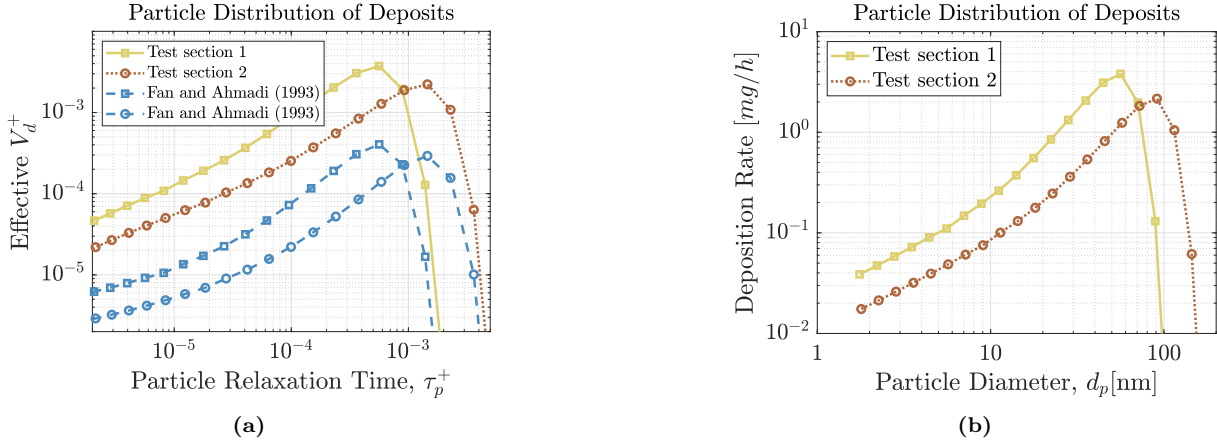 Particle Distribution of Deposits
Test section 1
Test section 2
Fan and Ahmadi (1993)
Fan and Ahmadi (1993)
10^{-3}
10^{-4}
10^{-5}
Effective V_d^+
10^{-5}
10^{-4}
10^{-3}
Particle Relaxation Time, τ_p^+
(a)
Particle Distribution of Deposits
Test section 1
Test section 2
10^1
10^0
10^{-1}
10^{-2}
Deposition Rate [mg/h]
1
10
100
Particle Diameter, d_p[nm]
(b)